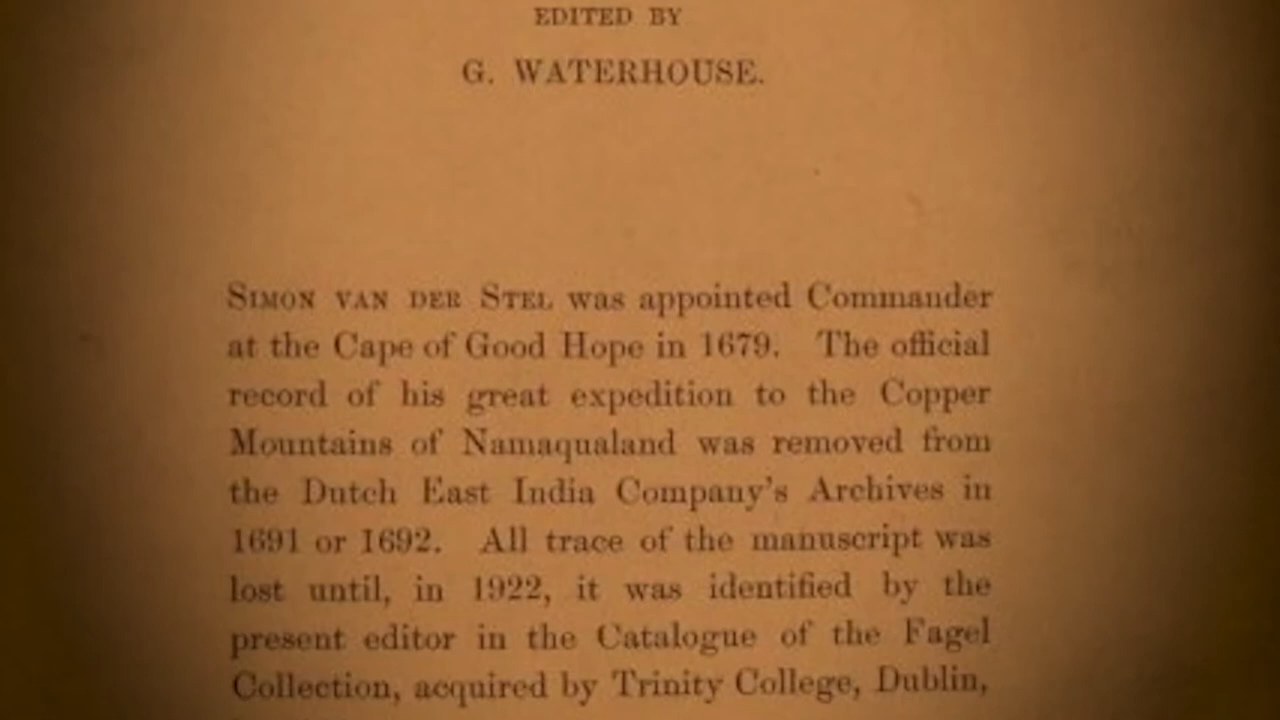 EDITED BY
G. WATERHOUSE.
SIMON VAN DER STEL was appointed Commander
at the Cape of Good Hope in 1679. The official
record of his great expedition to the Copper
Mountains of Namaqualand was removed from
the Dutch East India Company's Archives in
1691 or 1692. All trace of the manuscript was
lost until, in 1922, it was identified by the
present editor in the Catalogue of the Fagel
Collection, acquired by Trinity College, Dublin,